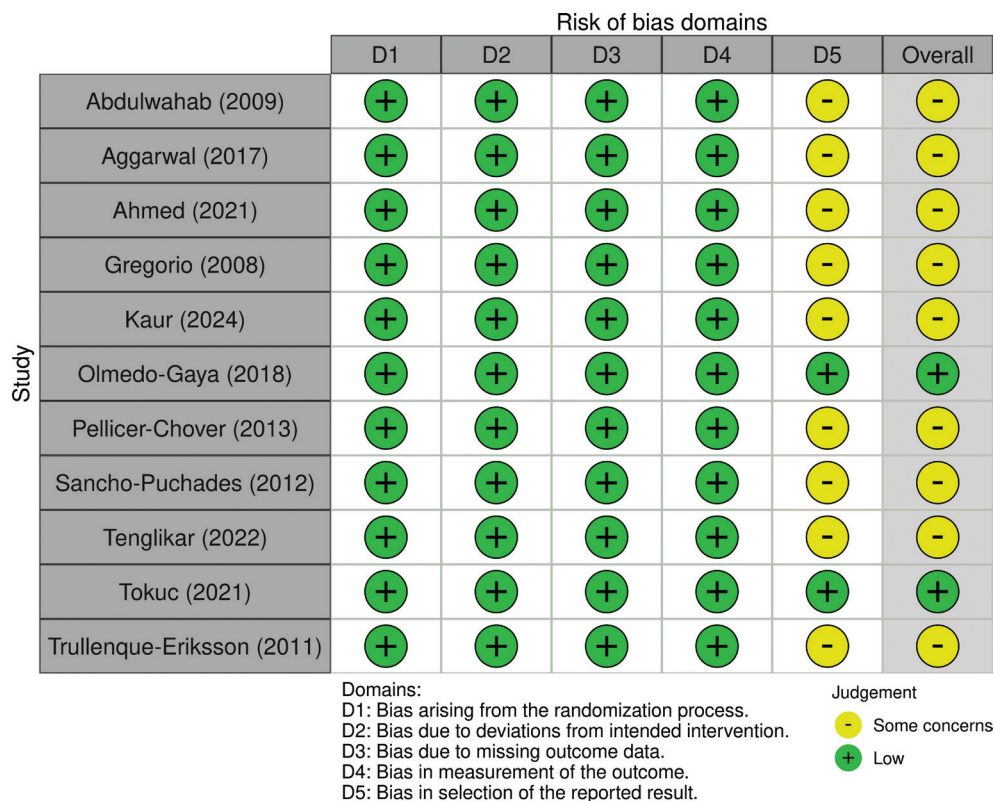 Risk of bias domains
D1 D2 D3 D4 D5 Overall
Study
Abdulwahab (2009) + + + + - -
Aggarwal (2017) + + + + - -
Ahmed (2021) + + + + - -
Gregorio (2008) + + + + - -
Kaur (2024) + + + + - -
Olmedo-Gaya (2018) + + + + + +
Pellicer-Chover (2013) + + + + - -
Sancho-Puchades (2012) + + + + - -
Tenglikar (2022) + + + + - -
Tokuc (2021) + + + + + +
Trullenque-Eriksson (2011) + + + + - -
Domains:
D1: Bias arising from the randomization process.
D2: Bias due to deviations from intended intervention.
D3: Bias due to missing outcome data.
D4: Bias in measurement of the outcome.
D5: Bias in selection of the reported result.
Judgement
- Some concerns
+ Low